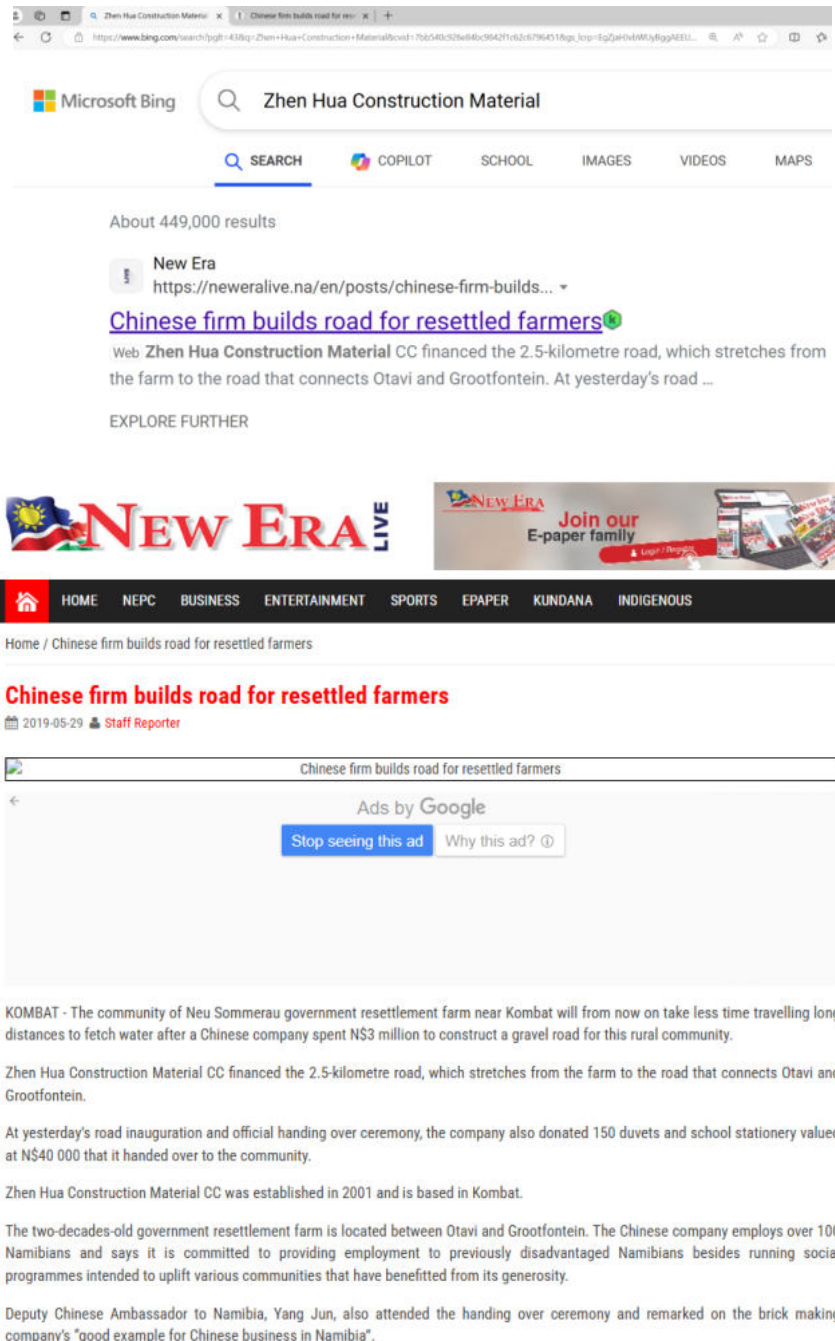 Zhen Hua Construction Material
Chinese firm builds road for rese
Microsoft Bing
Zhen Hua Construction Material
SEARCH
COPILOT
SCHOOL
IMAGES
VIDEOS
MAPS
About 449,000 results
New Era
https://neweralive.na/en/posts/chinese-firm-builds...
Chinese firm builds road for resettled farmers
Web Zhen Hua Construction Material CC financed the 2.5-kilometre road, which stretches from
the farm to the road that connects Otavi and Grootfontein. At yesterday's road ...
EXPLORE FURTHER
NEW ERA LIVE
NEW ERA
Join our
E-paper family
Login / Register
HOME NEPC BUSINESS ENTERTAINMENT SPORTS EPAPER KUNDANA INDIGENOUS
Home / Chinese firm builds road for resettled farmers
Chinese firm builds road for resettled farmers
2019-05-29 Staff Reporter
Chinese firm builds road for resettled farmers
Ads by Google
Stop seeing this ad
Why this ad?
KOMBAT - The community of Neu Sommerau government resettlement farm near Kombat will from now on take less time travelling long
distances to fetch water after a Chinese company spent N$3 million to construct a gravel road for this rural community.
Zhen Hua Construction Material CC financed the 2.5-kilometre road, which stretches from the farm to the road that connects Otavi and
Grootfontein.
At yesterday's road inauguration and official handing over ceremony, the company also donated 150 duvets and school stationery valued
at N$40 000 that it handed over to the community.
Zhen Hua Construction Material CC was established in 2001 and is based in Kombat.
The two-decades-old government resettlement farm is located between Otavi and Grootfontein. The Chinese company employs over 100
Namibians and says it is committed to providing employment to previously disadvantaged Namibians besides running social
programmes intended to uplift various communities that have benefitted from its generosity.
Deputy Chinese Ambassador to Namibia, Yang Jun, also attended the handing over ceremony and remarked on the brick making
company's "good example for Chinese business in Namibia".